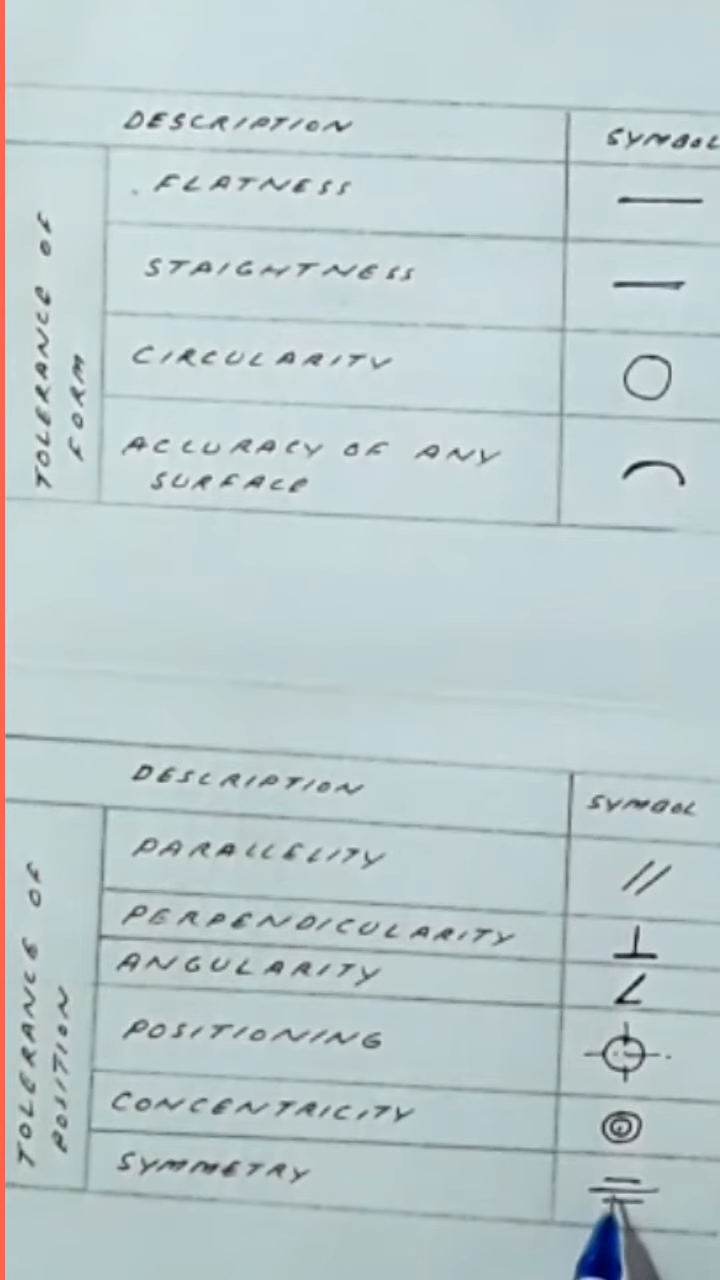 DESCRIPTION SYMBOL
TOLERANCE OF
FORM
FLATNESS
STAIGHTNESS
CIRCULARITY
ACCURACY OF ANY
SURFACE
DESCRIPTION SYMBOL
TOLERANCE OF
POSITION
PARALLELITY //
PERPENDICULARITY ⊥
ANGULARITY ∠
POSITIONING
CONCENTRICITY
SYMMETRY